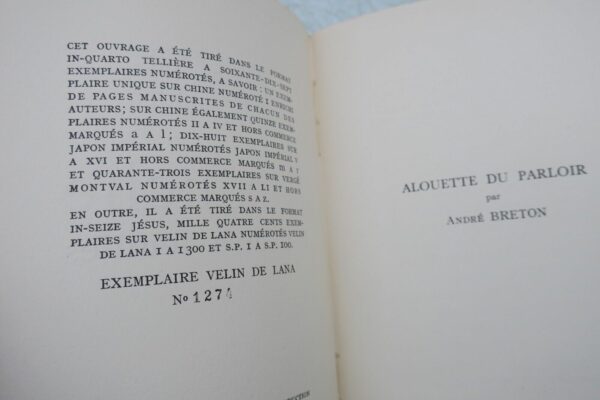 CET OUVRAGE A ÉTÉ TIRÉ DANS LE FORMAT
IN-QUARTO TELLIÈRE A SOIXANTE-DIX-SEPT
EXEMPLAIRES NUMÉROTÉS, A SAVOIR : UN EXEM-
PLAIRE UNIQUE SUR CHINE NUMÉROTÉ I ENRICHI
DE PAGES MANUSCRITES DE CHACUN DES
AUTEURS; SUR CHINE ÉGALEMENT QUINZE EXEM-
PLAIRES NUMÉROTÉS II A IV ET HORS COMMERCE
MARQUÉS a A l; DIX-HUIT EXEMPLAIRES SUR
JAPON IMPÉRIAL NUMÉROTÉS JAPON IMPÉRIAL V
A XVI ET HORS COMMERCE MARQUÉS m A r
ET QUARANTE-TROIS EXEMPLAIRES SUR VERGÉ
MONTVAL NUMÉROTÉS XVII A LI ET HORS
COMMERCE MARQUÉS s A z.
EN OUTRE, IL A ÉTÉ TIRÉ DANS LE FORMAT
IN-SEIZE JÉSUS, MILLE QUATRE CENTS EXEM-
PLAIRES SUR VELIN DE LANA NUMÉROTÉS VELIN
DE LANA 1 A 1300 ET S.P. 1 A S.P. 100.
EXEMPLAIRE VELIN DE LANA
No 1274
ALOUETTE DU PARLOIR
par
ANDRÉ BRETON